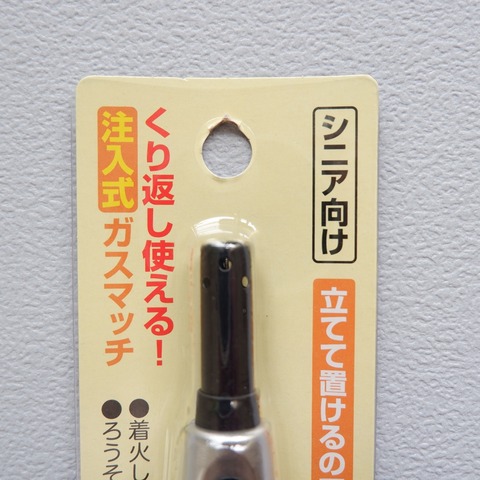 シニア向け
立てて置けるの
くり返し使える!
注入式ガスマッチ
●着火し
●ろうそ